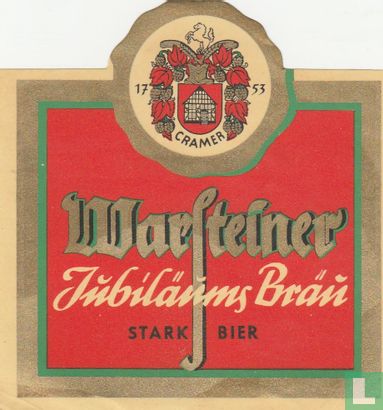 17 53
CRAMER
Warsteiner
Jubiläums Bräu
STARK BIER
L